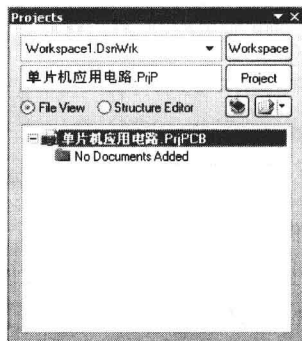 Projects
Workspace1.DsnWrk Workspace
单片机应用电路.PrjP Project
File View Structure Editor
单片机应用电路.PrjPCB
No Documents Added